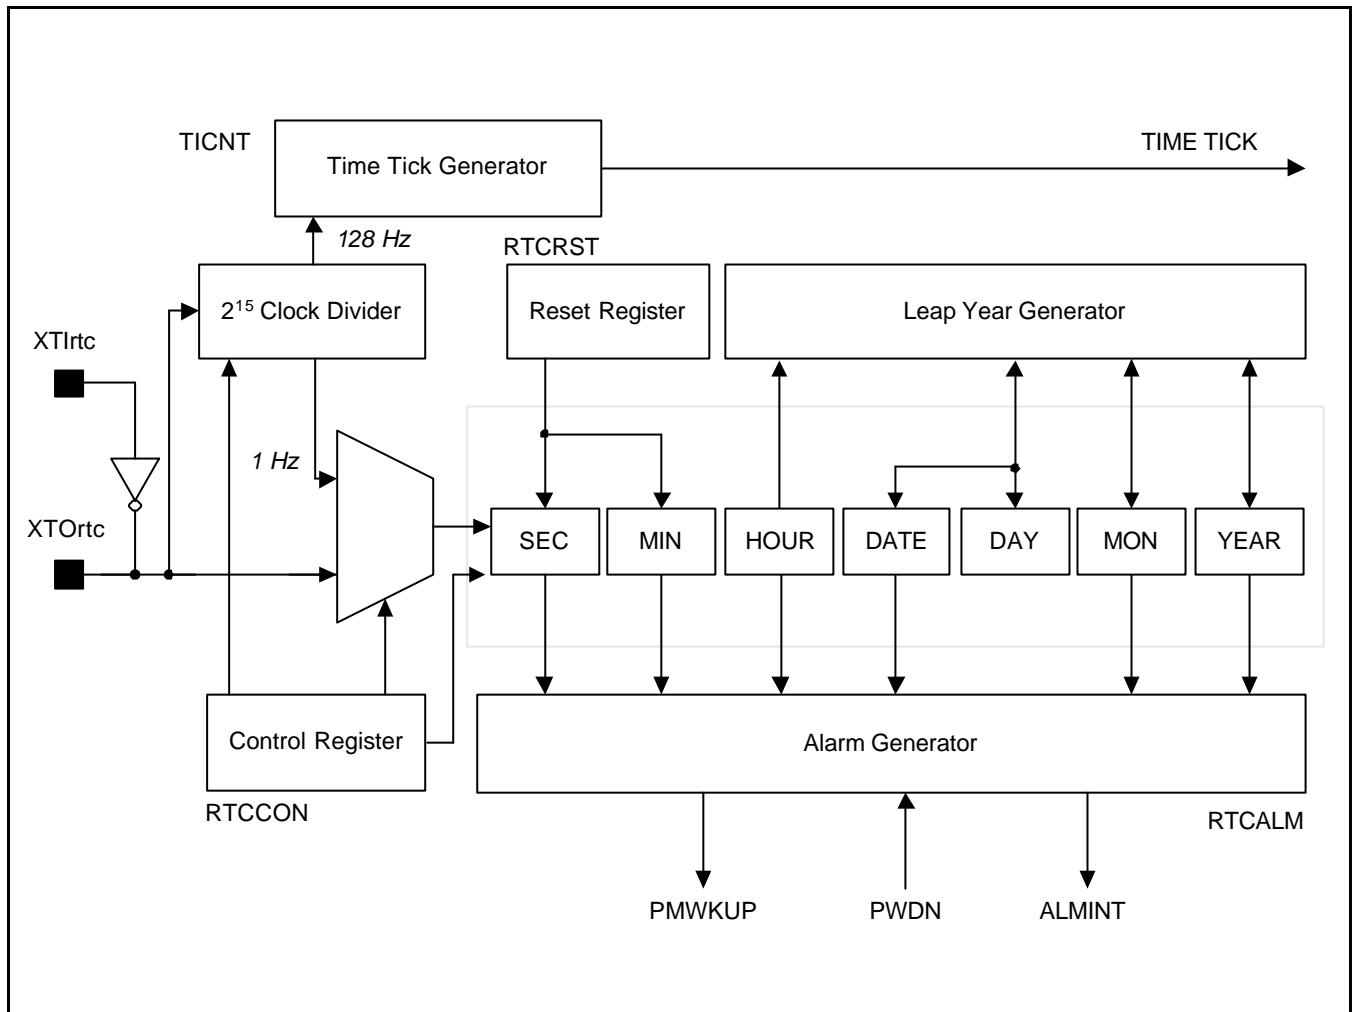 TICNT
Time Tick Generator
TIME TICK
128 Hz
RTCRST
2¹⁵ Clock Divider
Reset Register
Leap Year Generator
XTIrtc
1 Hz
XTOrtc
SEC
MIN
HOUR
DATE
DAY
MON
YEAR
Control Register
Alarm Generator
RTCCON
RTCALM
PMWKUP
PWDN
ALMINT